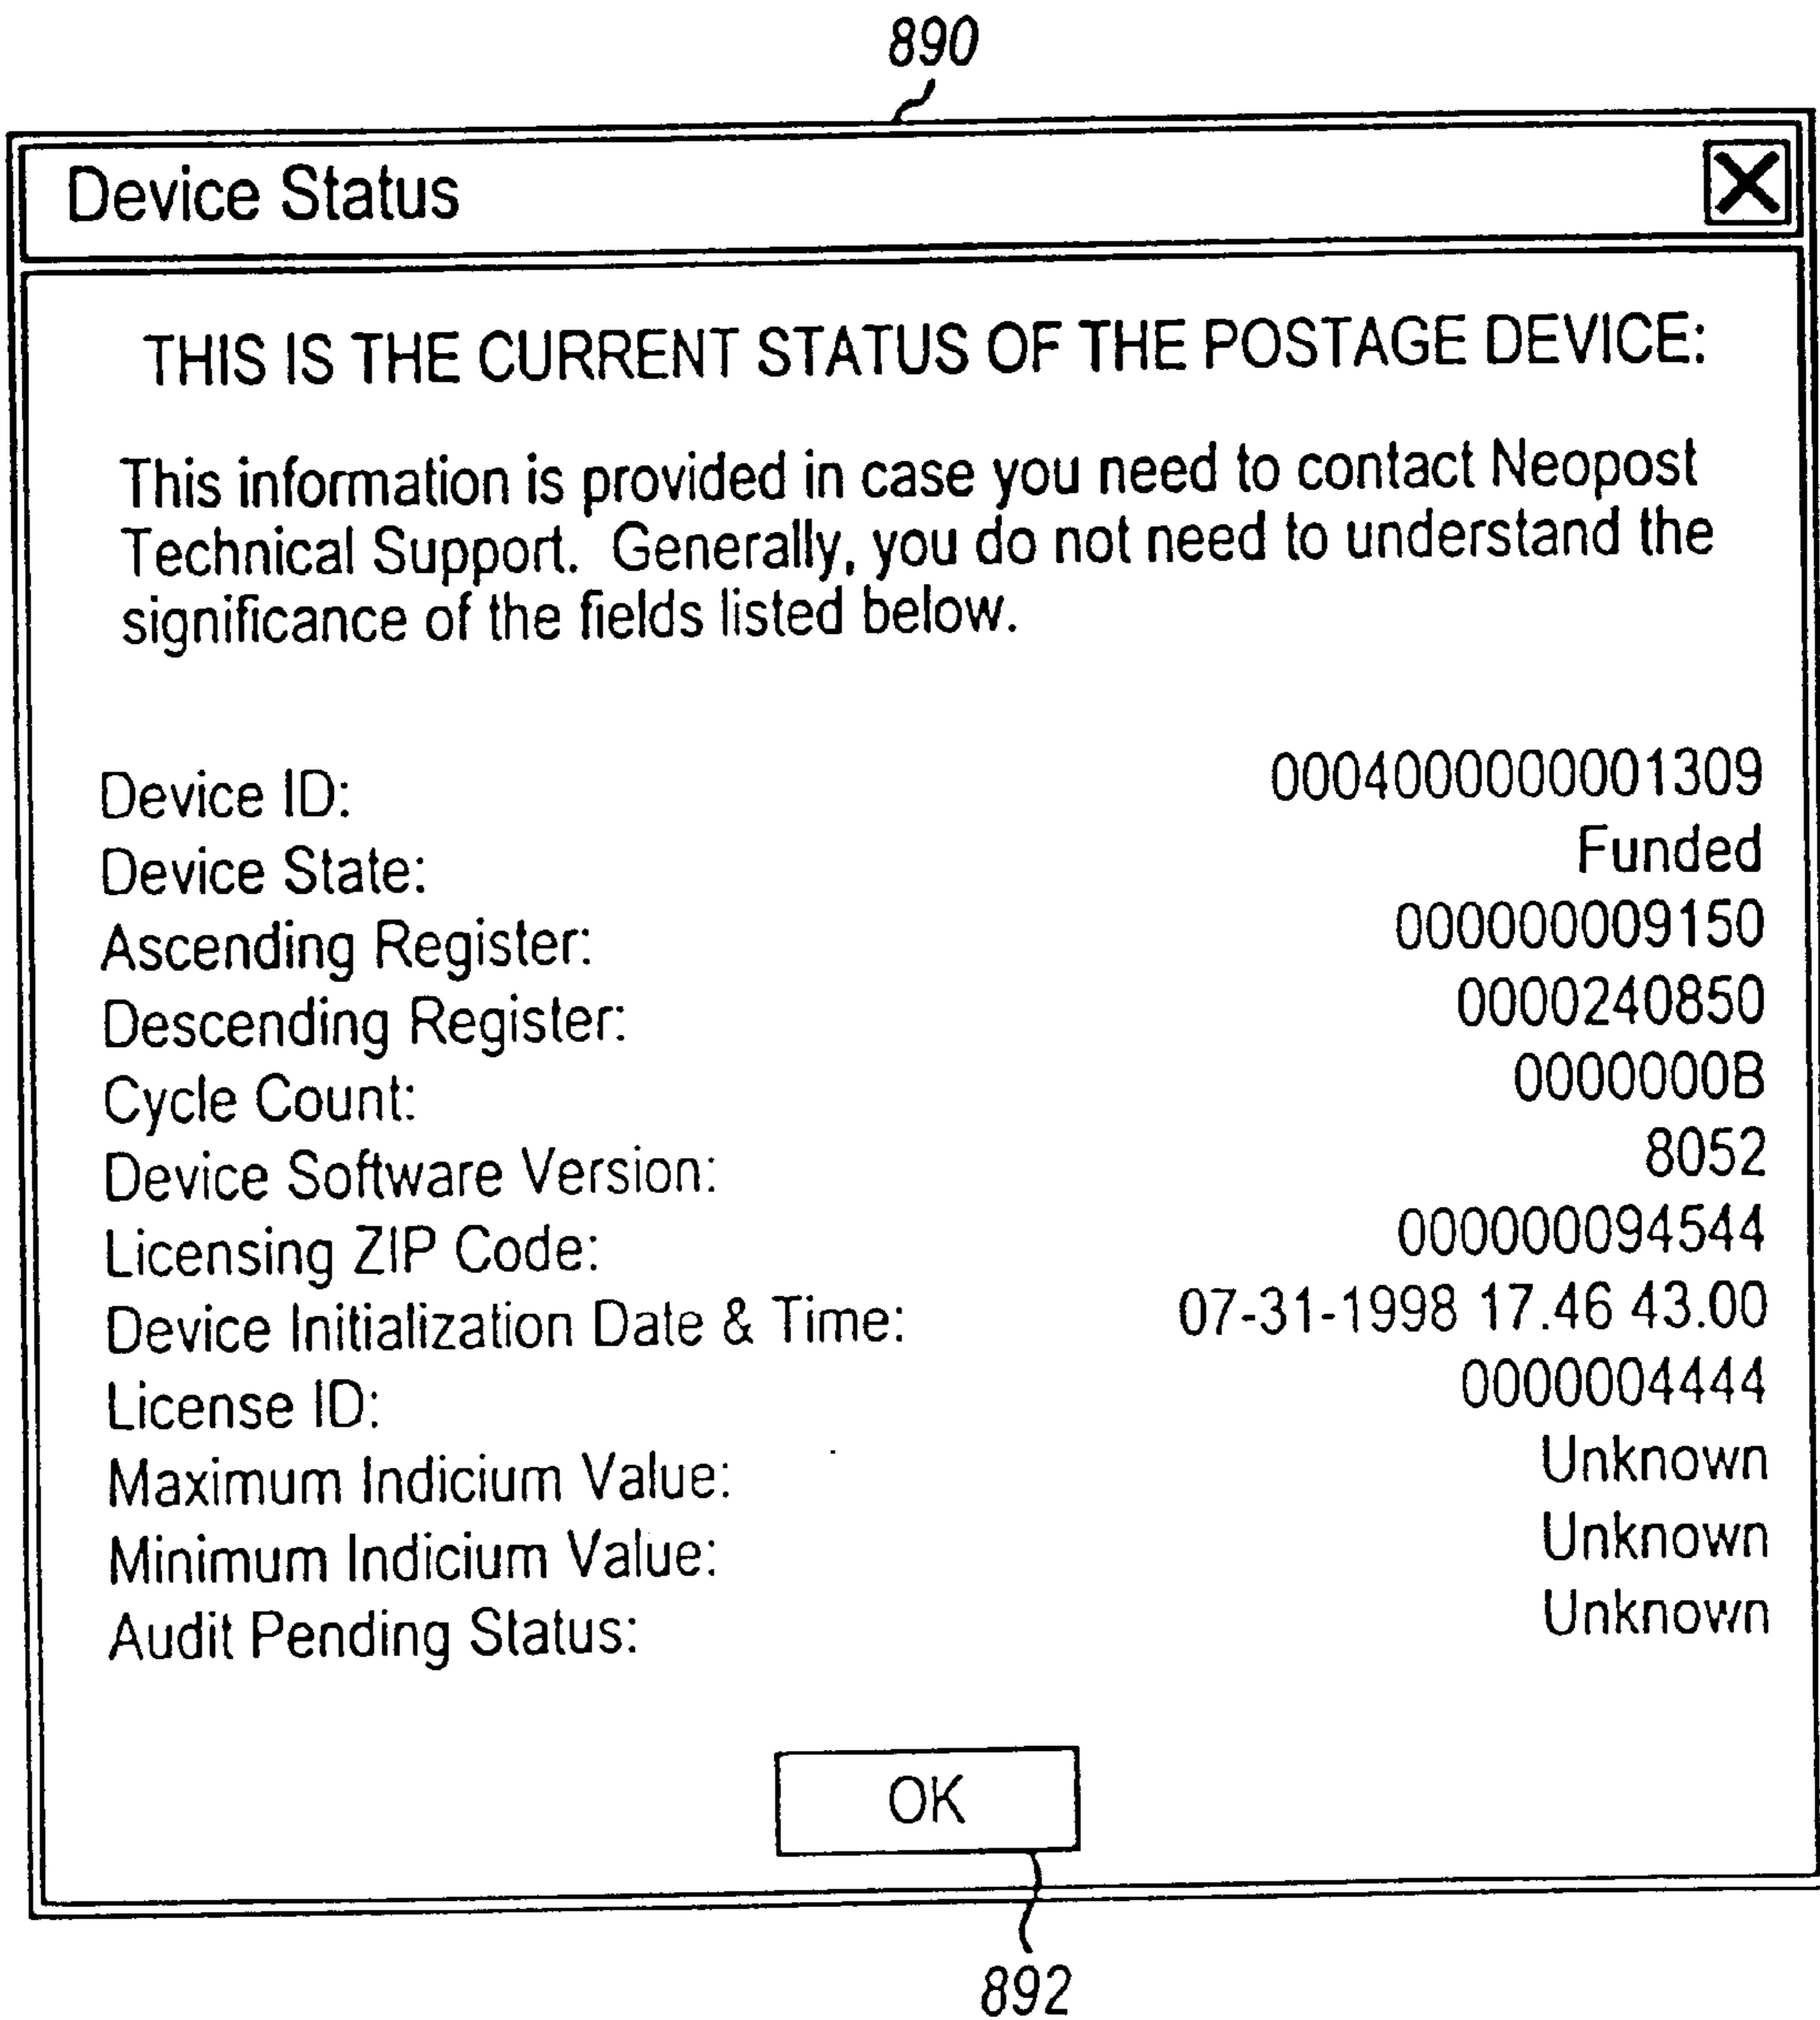 890
Device Status
THIS IS THE CURRENT STATUS OF THE POSTAGE DEVICE:
This information is provided in case you need to contact Neopost
Technical Support. Generally, you do not need to understand the
significance of the fields listed below.
Device ID: 0004000000001309
Device State: Funded
Ascending Register: 000000009150
Descending Register: 0000240850
Cycle Count: 0000000B
Device Software Version: 8052
Licensing ZIP Code: 000000094544
Device Initialization Date & Time: 07-31-1998 17.46 43.00
License ID: 0000004444
Maximum Indicium Value: Unknown
Minimum Indicium Value: Unknown
Audit Pending Status: Unknown
OK
892